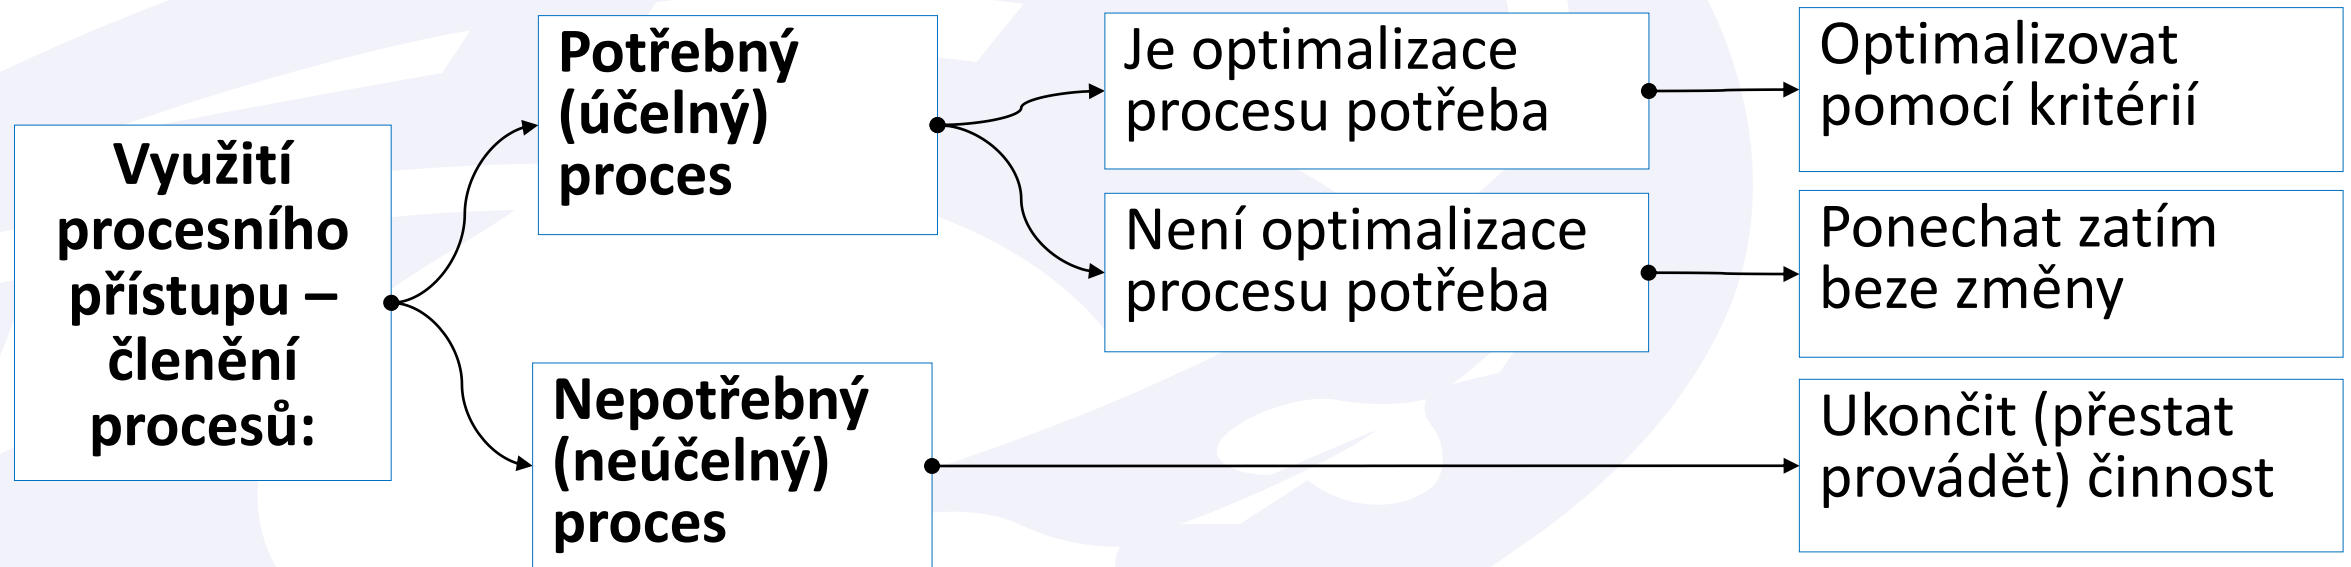 Využití
procesního
přístupu –
členění
procesů:
Potřebný
(účelný)
proces
Je optimalizace
procesu potřeba
Optimalizovat
pomocí kritérií
Není optimalizace
procesu potřeba
Ponechat zatím
beze změny
Nepotřebný
(neúčelný)
proces
Ukončit (přestat
provádět) činnost